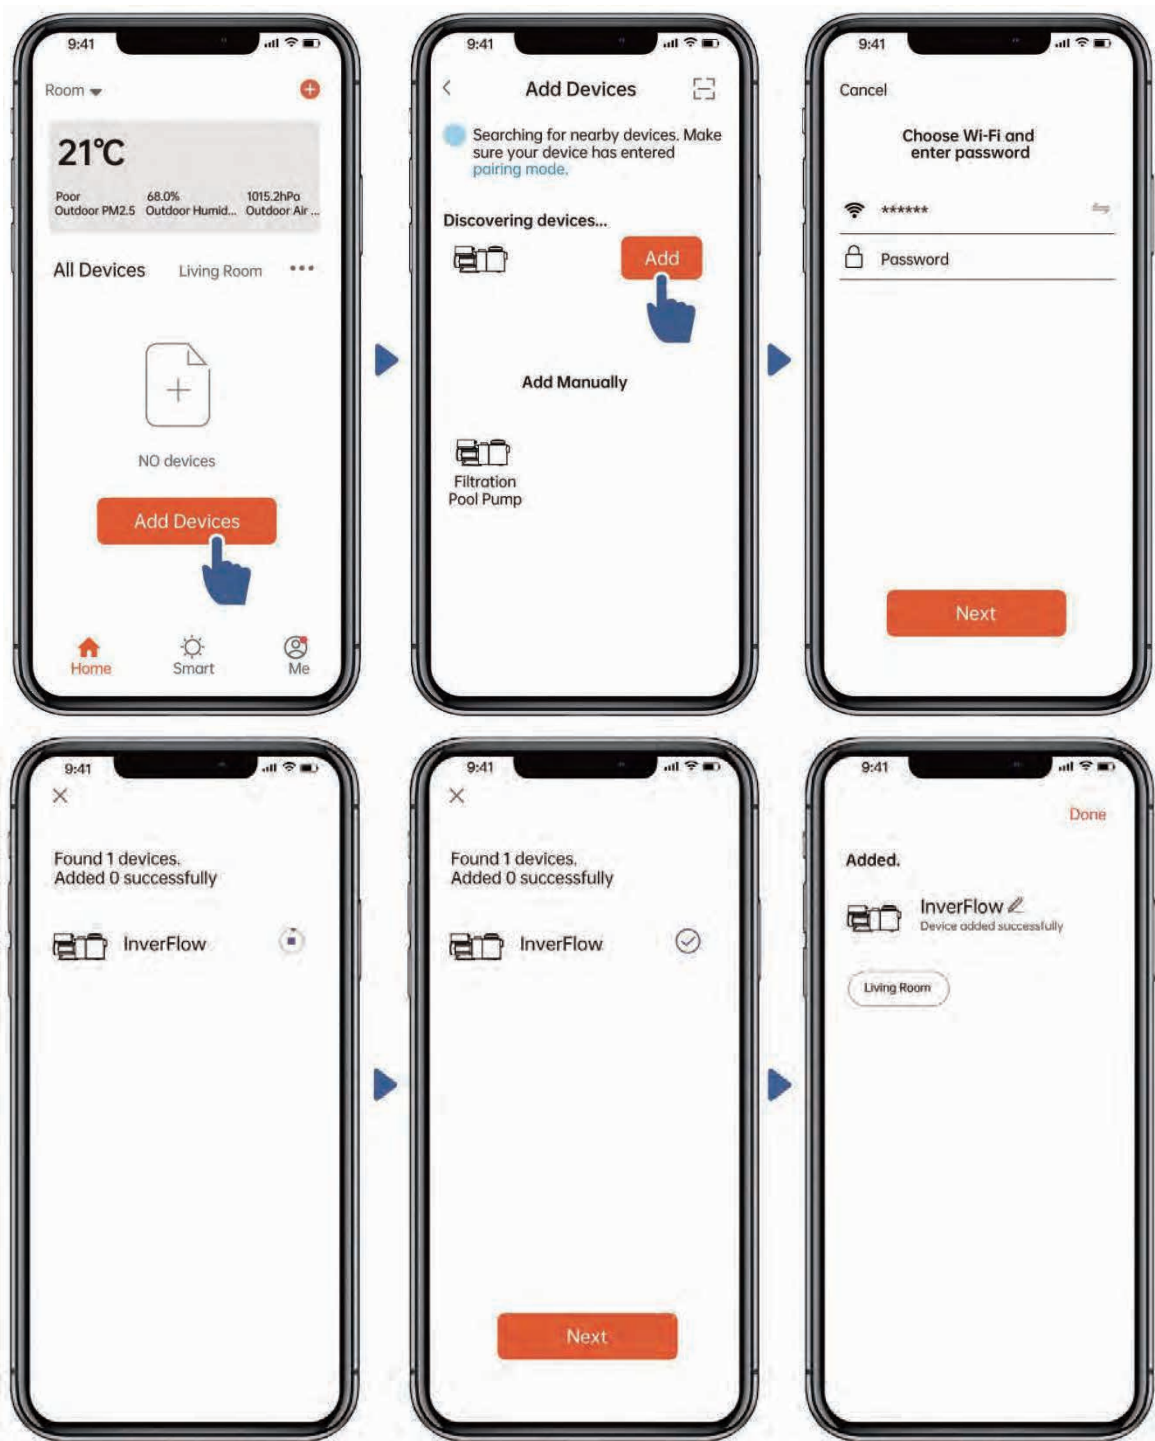 9:41
Room
21°C
Poor
Outdoor PM2.5
68.0%
Outdoor Humid...
1015.2hPa
Outdoor Air ...
All Devices
Living Room
NO devices
Add Devices
Home
Smart
Me
9:41
Add Devices
Searching for nearby devices. Make
sure your device has entered
pairing mode.
Discovering devices...
Add
Add Manually
Filtration
Pool Pump
9:41
Cancel
Choose Wi-Fi and
enter password
******
Password
Next
9:41
Found 1 devices.
Added 0 successfully
InverFlow
9:41
Found 1 devices.
Added 0 successfully
InverFlow
Next
9:41
Done
Added.
InverFlow
Device added successfully
Living Room